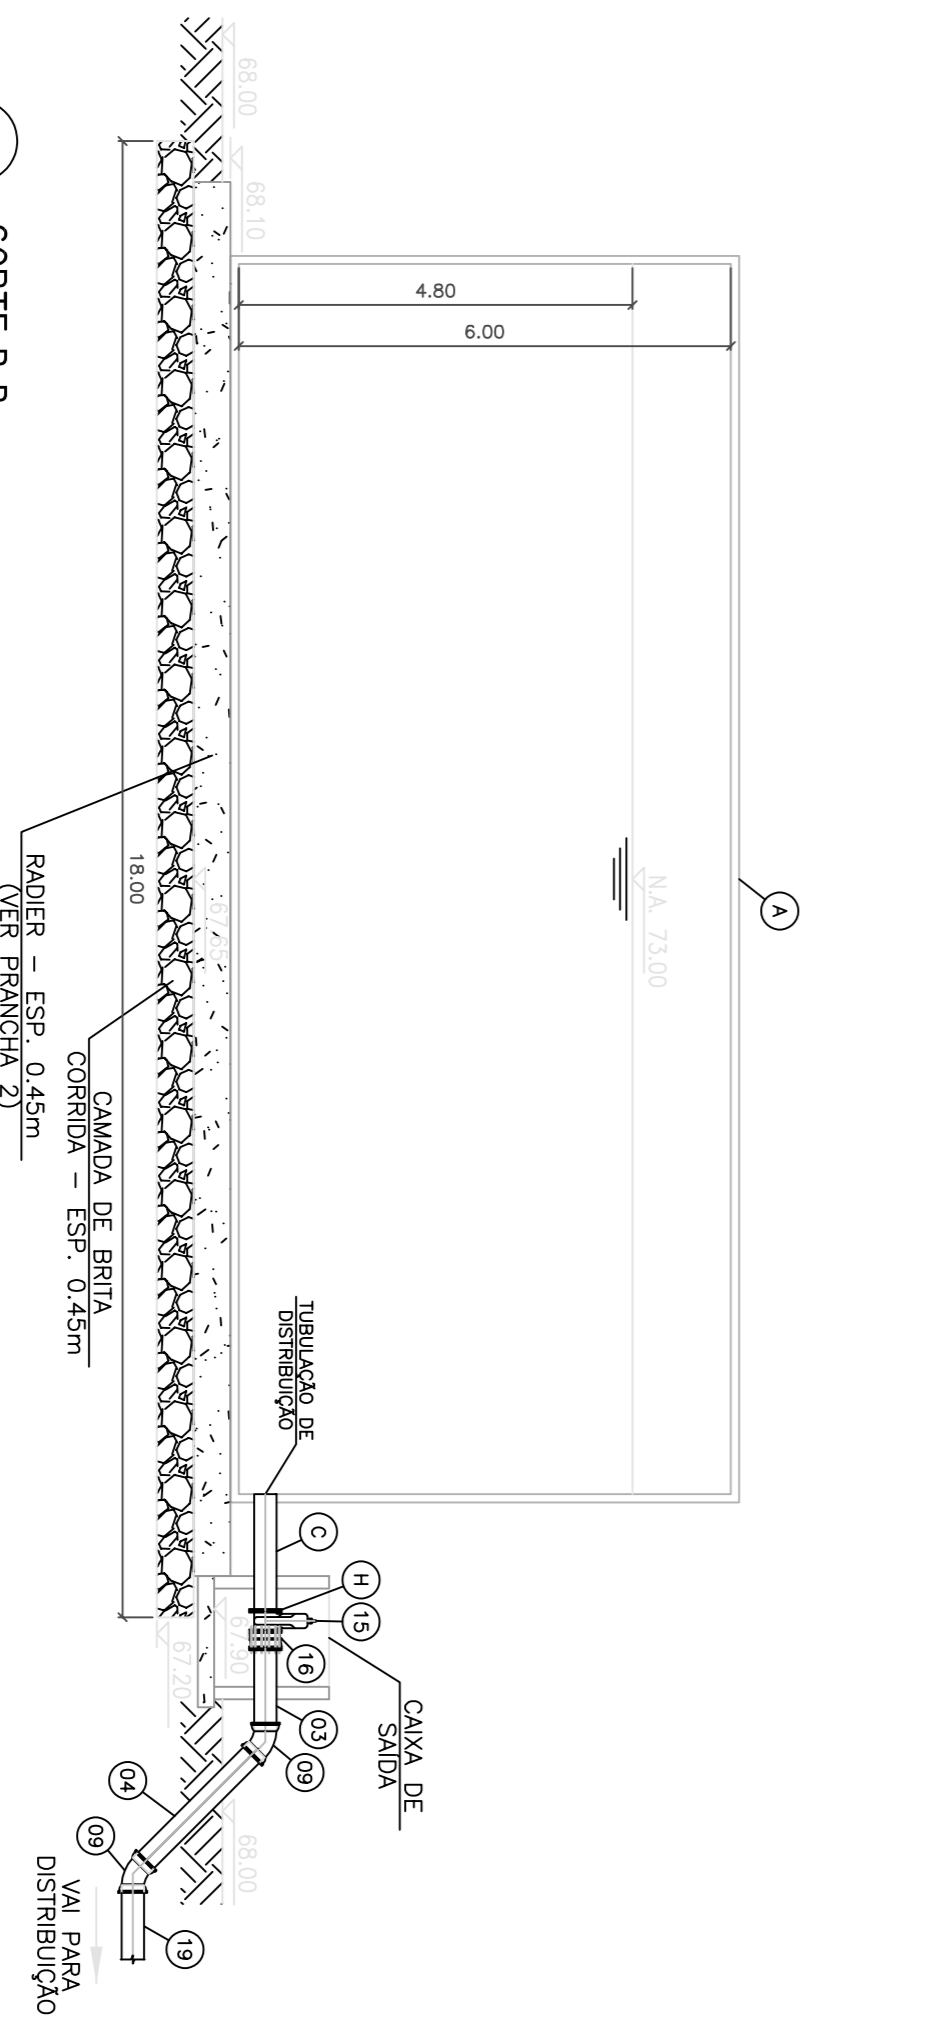 A
4.80
6.00
N.A. 73.00
68.00
68.10
67.65
18.00
RADIER – ESP. 0.45m
(VER PRANCHA 2)
CAMADA DE BRITA
CORRIDA – ESP. 0.45m
TUBULAÇÃO DE
DISTRIBUIÇÃO
C
H
15
16
03
09
CAIXA DE
SAÍDA
67.90
67.20
68.00
04
09
19
VAI PARA
DISTRIBUIÇÃO